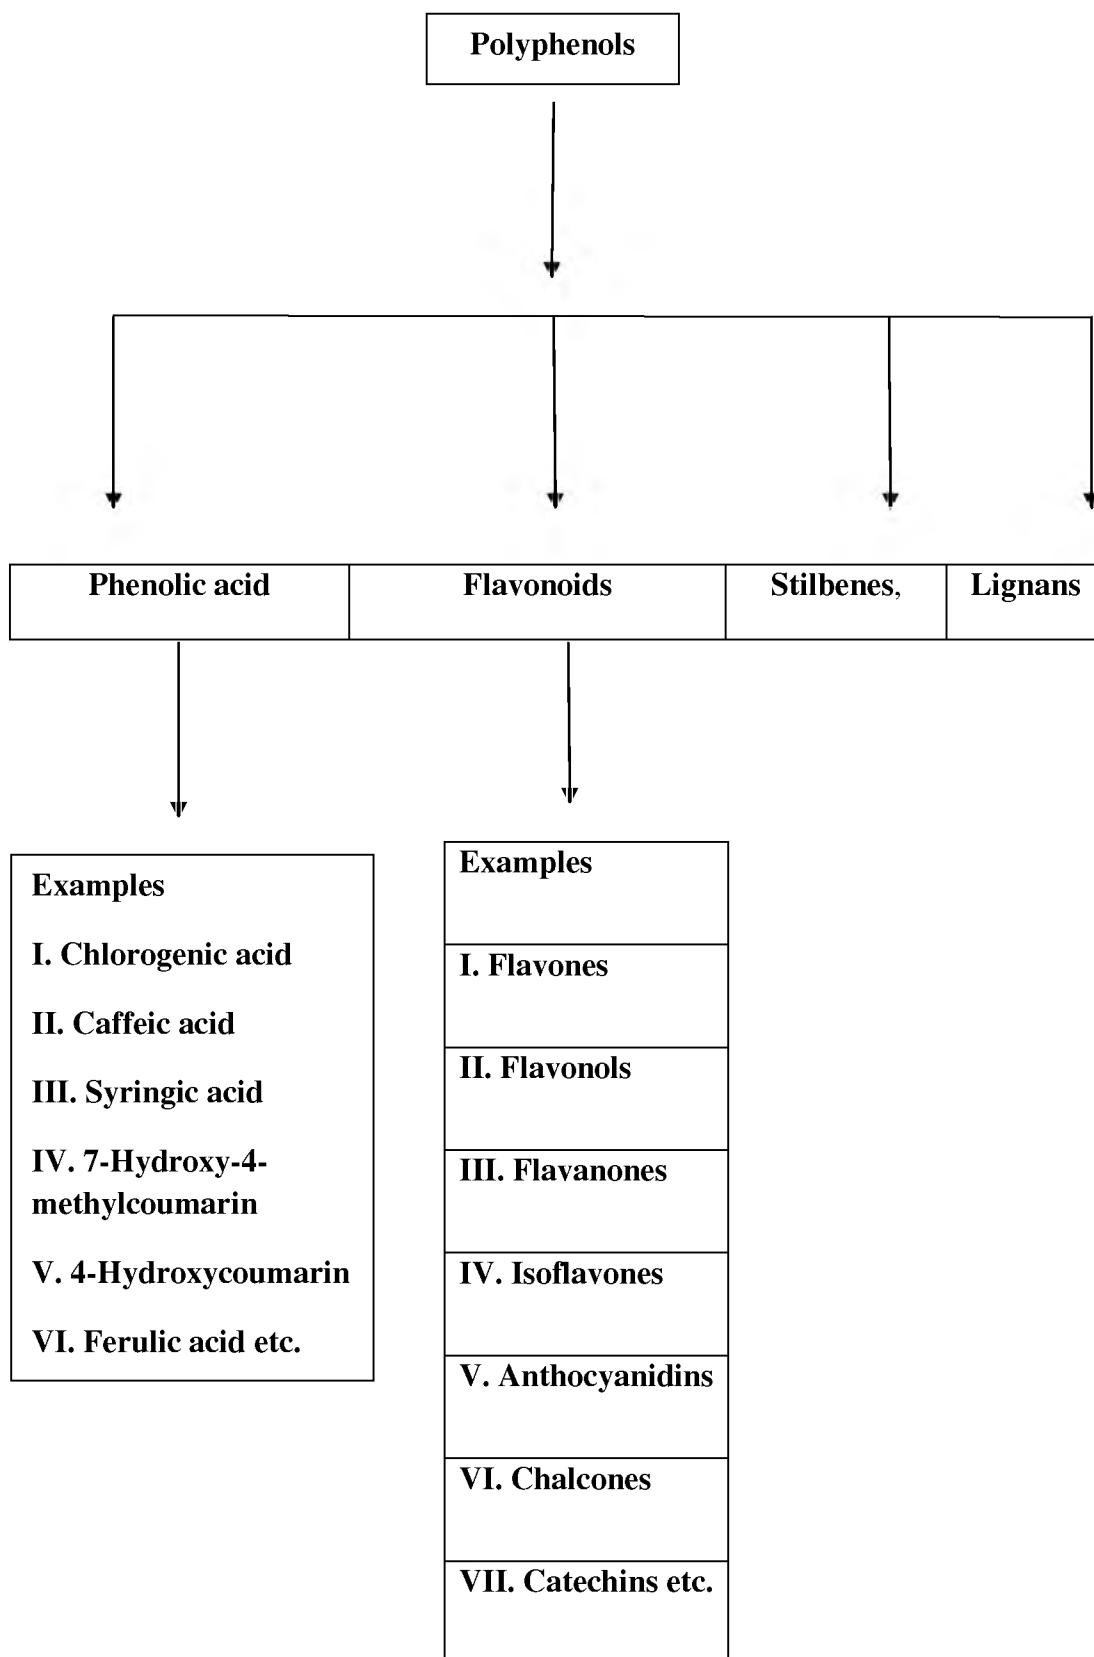 Polyphenols
Phenolic acid
Flavonoids
Stilbenes,
Lignans
Examples
I. Chlorogenic acid
II. Caffeic acid
III. Syringic acid
IV. 7-Hydroxy-4-
methylcoumarin
V. 4-Hydroxycoumarin
VI. Ferulic acid etc.
Examples
I. Flavones
II. Flavonols
III. Flavanones
IV. Isoflavones
V. Anthocyanidins
VI. Chalcones
VII. Catechins etc.